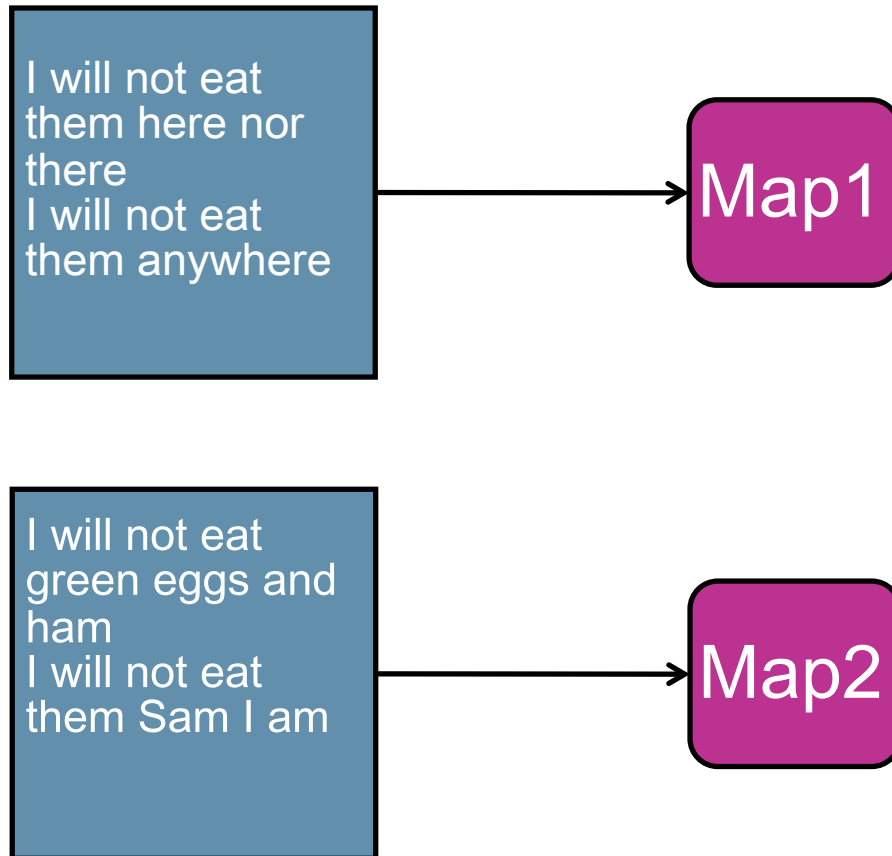 I will not eat
them here nor
there
I will not eat
them anywhere
Map1
I will not eat
green eggs and
ham
I will not eat
them Sam I am
Map2